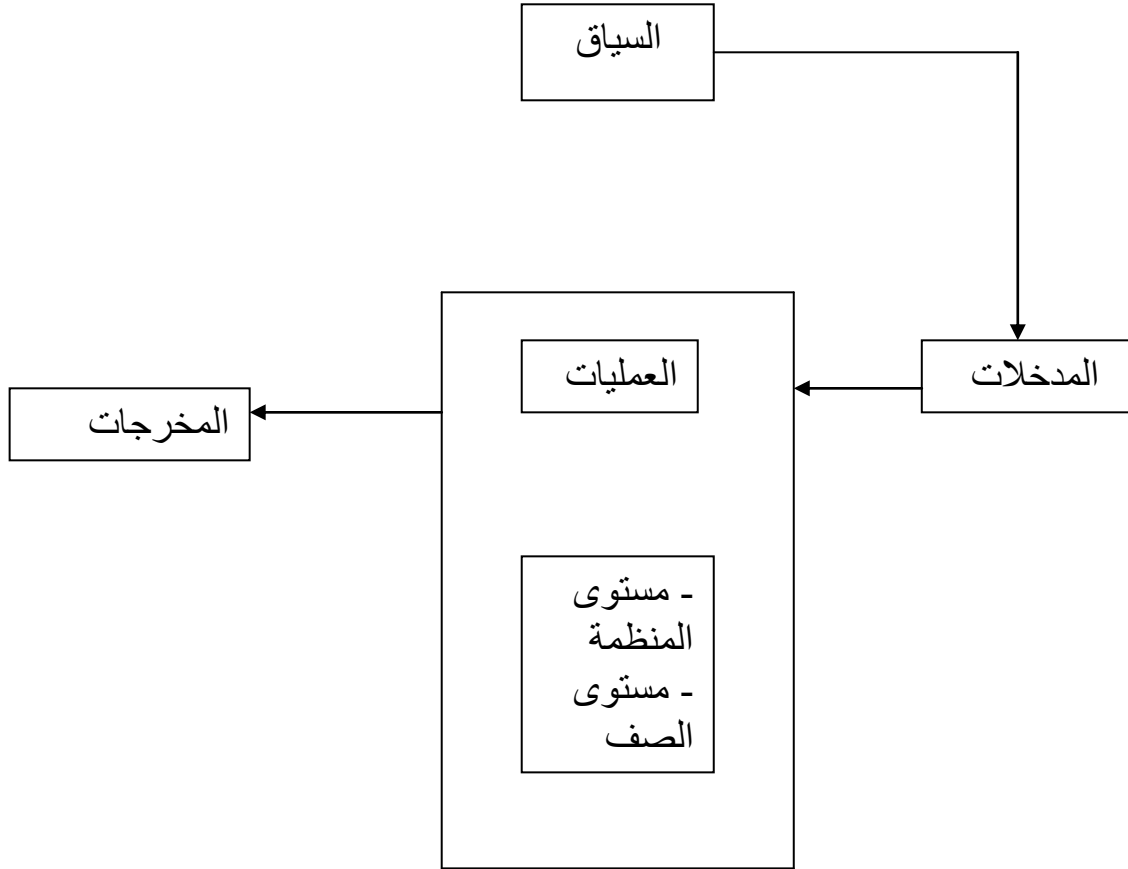 السياق
المدخلات
العمليات
المخرجات
- مستوى
المنظمة
- مستوى
الصف